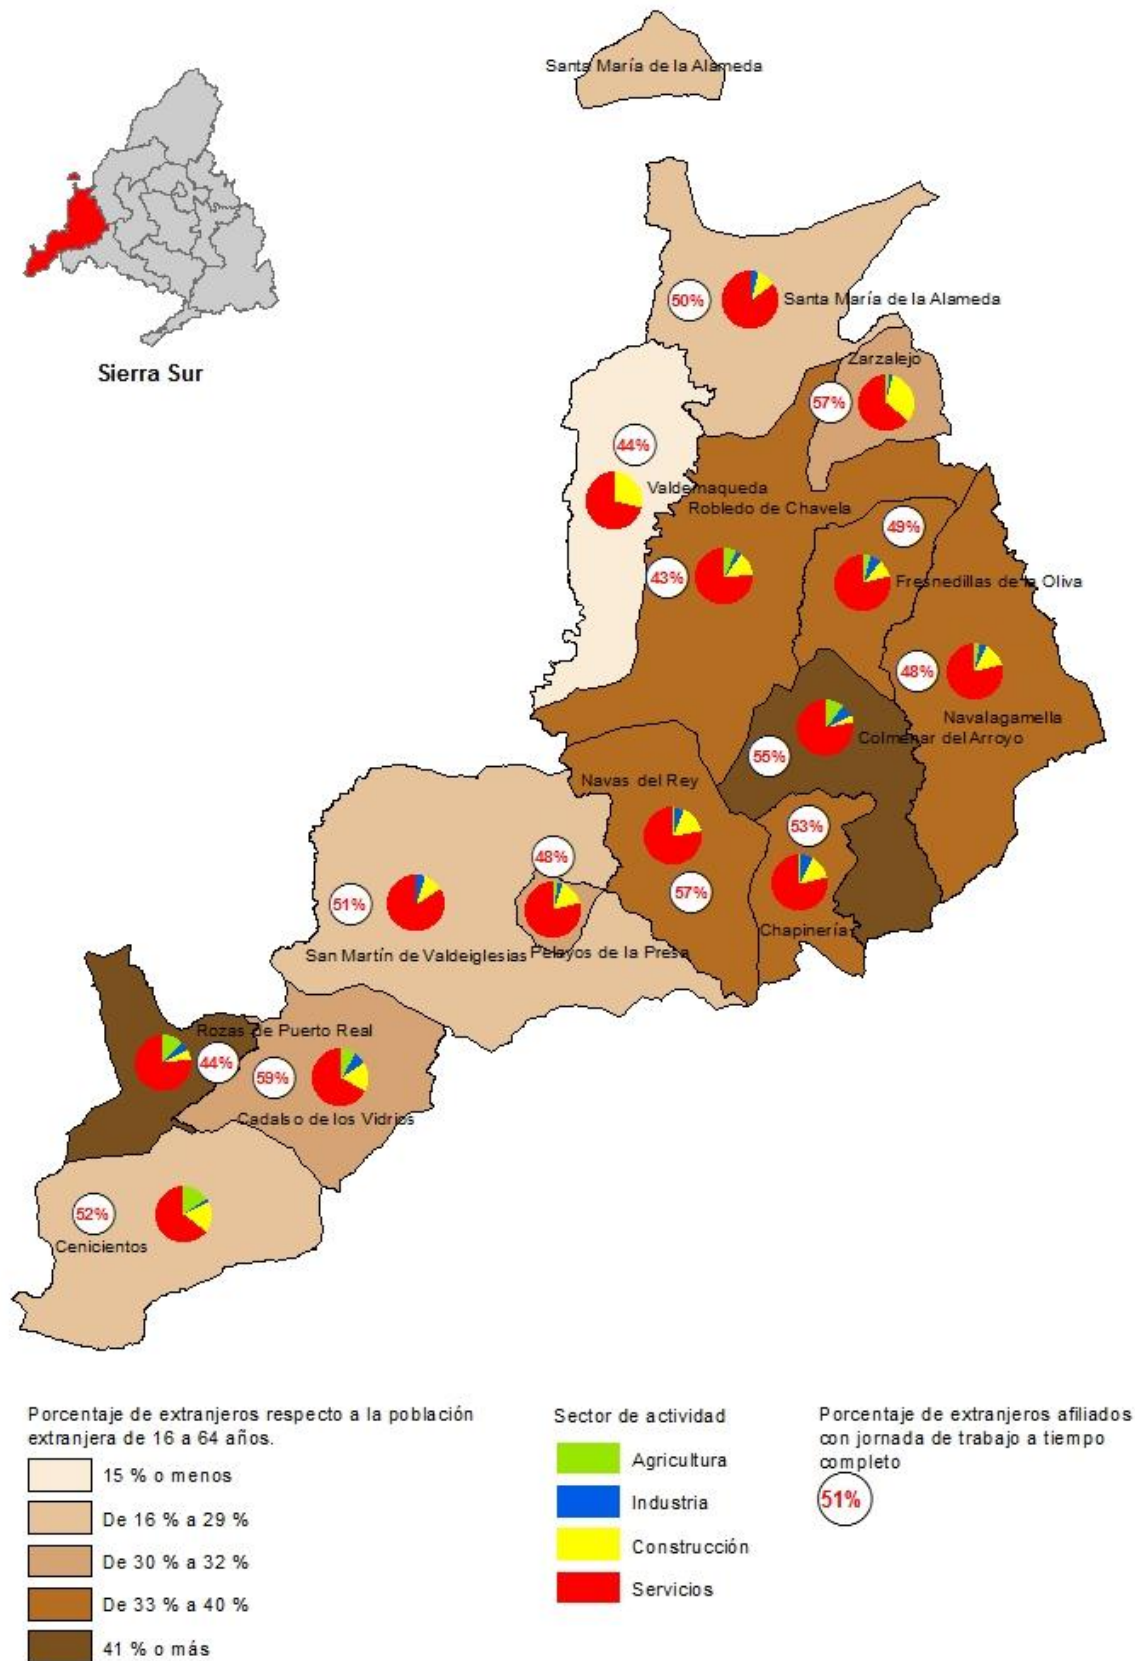 Santa María de la Alameda
Sierra Sur
50%
Santa María de la Alameda
Zarzalejo
57%
44%
Valdemaqueda
Robledo de Chavela
49%
43%
Fresnedillas de la Oliva
48%
Navalagamella
Colmenar del Arroyo
55%
Navas del Rey
53%
48%
57%
51%
Chapinería
San Martín de Valdeiglesias
Pelayos de la Presa
Rozas de Puerto Real
44%
59%
Cadalso de los Vidrios
52%
Cenicientos
Porcentaje de extranjeros respecto a la población
extranjera de 16 a 64 años.
15 % o menos
De 16 % a 29 %
De 30 % a 32 %
De 33 % a 40 %
41 % o más
Sector de actividad
Agricultura
Industria
Construcción
Servicios
Porcentaje de extranjeros afiliados
con jornada de trabajo a tiempo
completo
51%